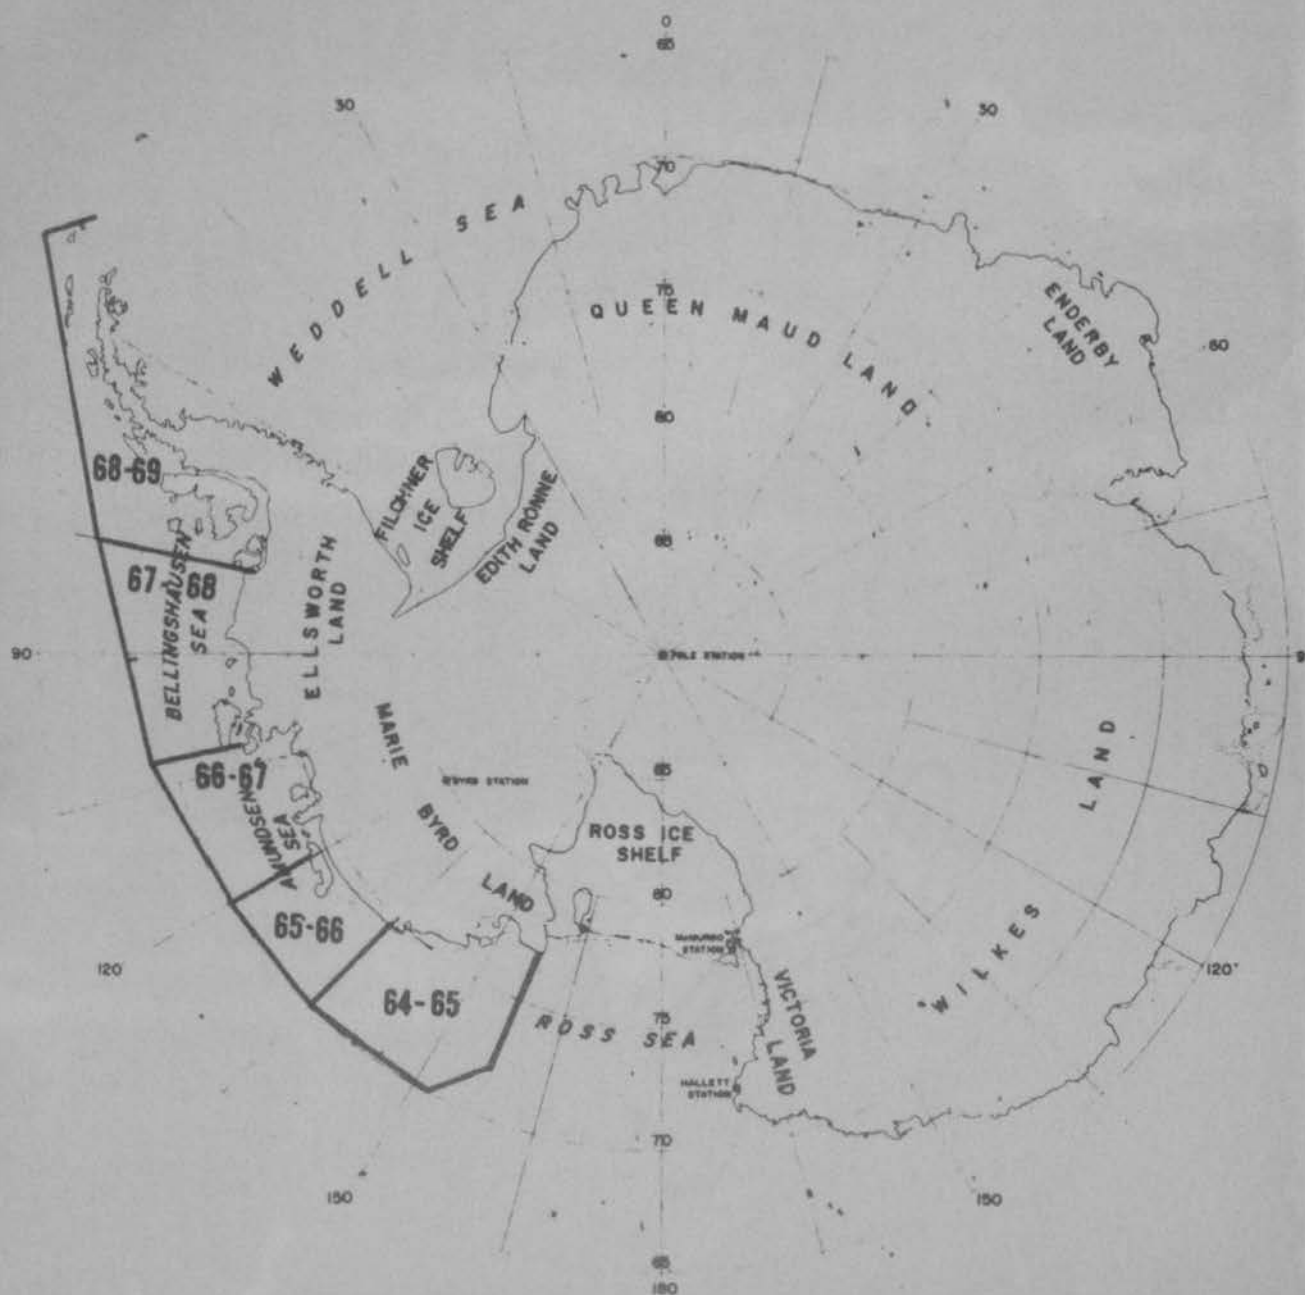 0
65
30
30
70
WEDDELL SEA
75
QUEEN MAUD LAND
ENDERBY
LAND
60
80
68-69
FILCHNER
ICE
SHELF
EDITH RONNE
LAND
85
67-68
BELLINGSHAUSEN
SEA
ELLSWORTH
LAND
90
POLE STATION
9
MARIE
BYRD
LAND
66-67
AMUNDSEN
SEA
BYRD STATION
85
LAND
ROSS ICE
SHELF
80
65-66
MCMURDO
STATION
WILKES
120
120°
64-65
ROSS SEA
75
VICTORIA
LAND
HALLETT
STATION
70
150
150
65
180